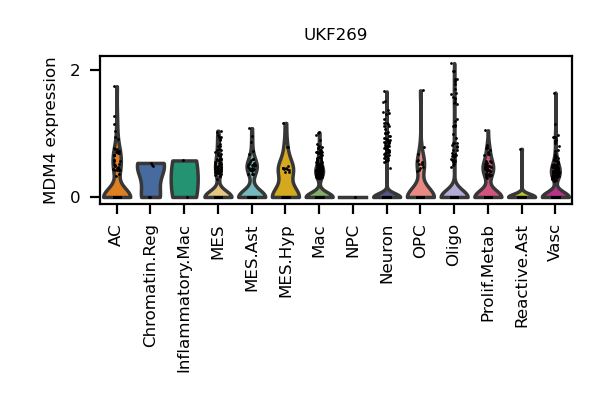 UKF269
MDM4 expression
2
0
AC
Chromatin.Reg
Inflammatory.Mac
MES
MES.Ast
MES.Hyp
Mac
NPC
Neuron
OPC
Oligo
Prolif.Metab
Reactive.Ast
Vasc